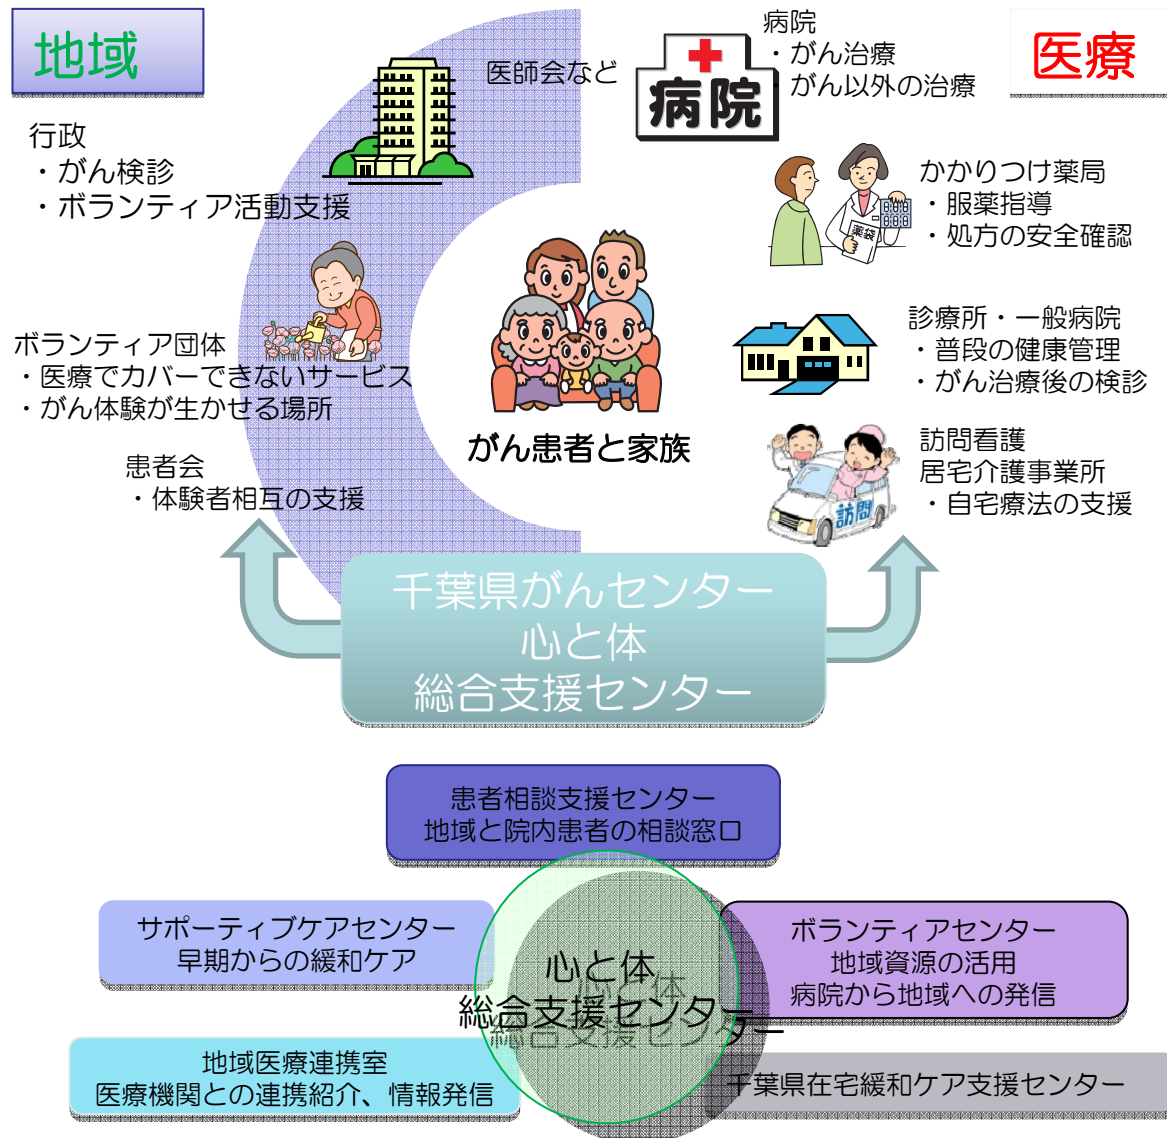 地域
医療
行政
・がん検診
・ボランティア活動支援
医師会など
病院
病院
・がん治療
・がん以外の治療
かかりつけ薬局
・服薬指導
・処方の安全確認
薬袋
ボランティア団体
・医療でカバーできないサービス
・がん体験が生かせる場所
患者会
・体験者相互の支援
がん患者と家族
診療所・一般病院
・普段の健康管理
・がん治療後の検診
訪問看護
居宅介護事業所
・自宅療法の支援
訪問
千葉県がんセンター
心と体
総合支援センター
患者相談支援センター
地域と院内患者の相談窓口
サポーティブケアセンター
早期からの緩和ケア
ボランティアセンター
地域資源の活用
病院から地域への発信
心と体
総合支援センター
地域医療連携室
医療機関との連携紹介、情報発信
千葉県在宅緩和ケア支援センター